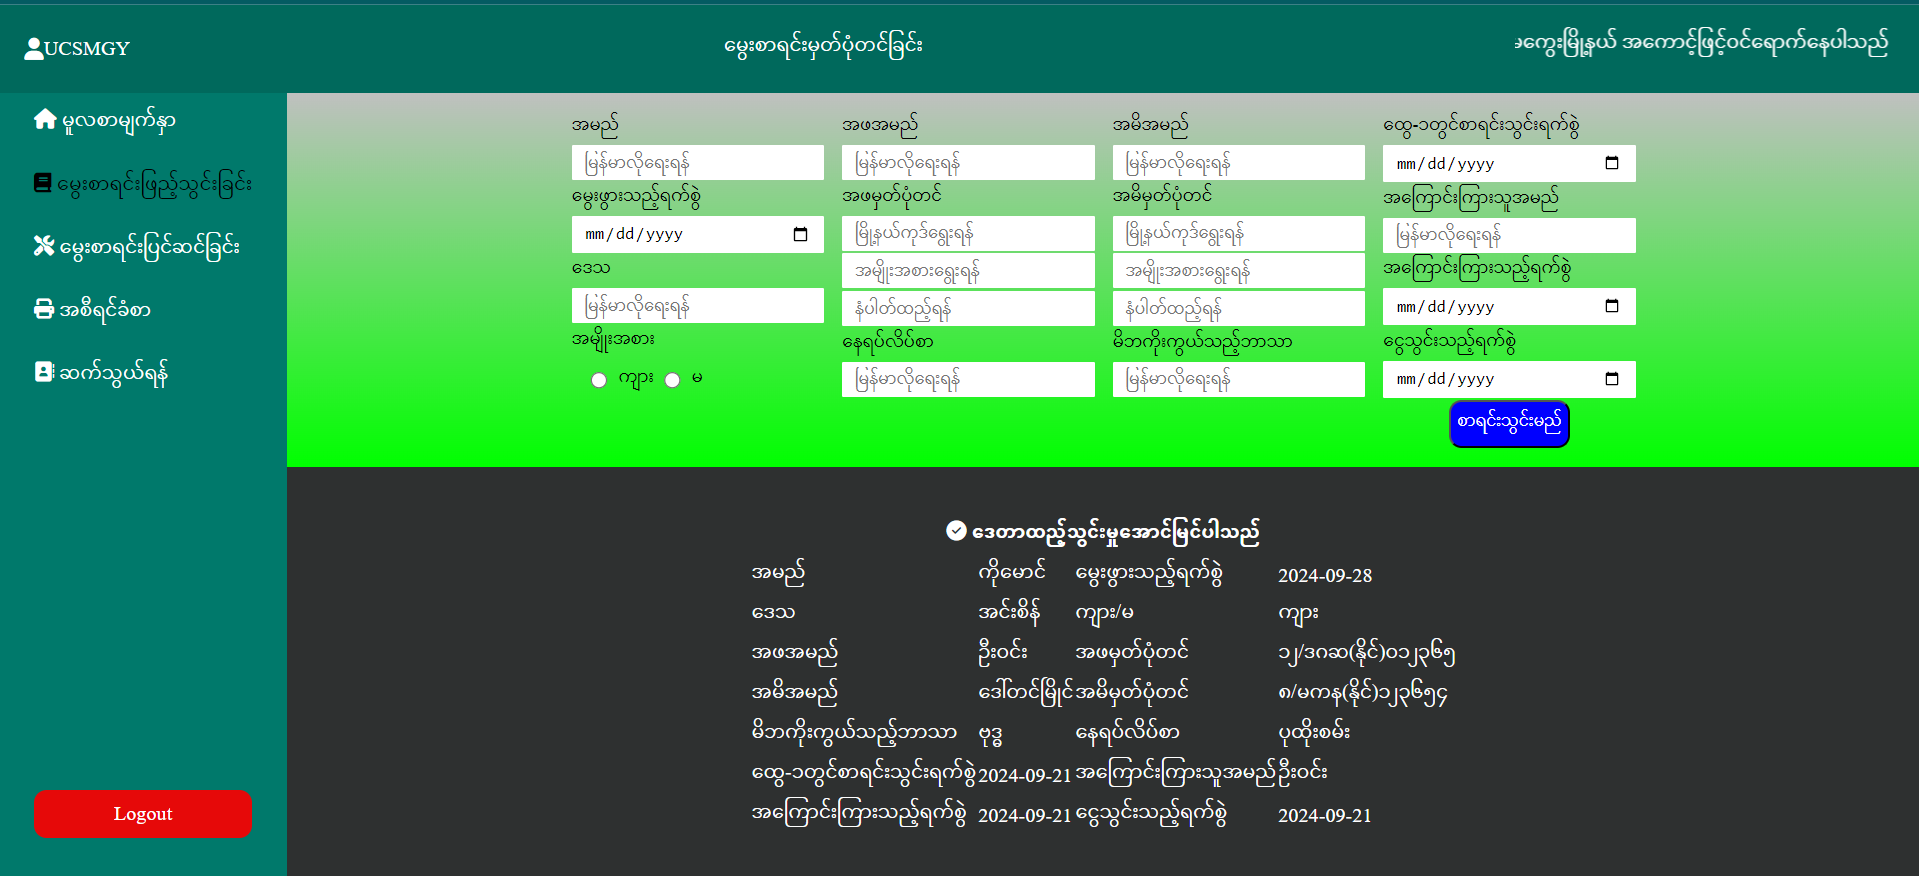 UCSMGY
မွေးစာရင်းမှတ်ပုံတင်ခြင်း
မကွေးမြို့နယ် အကောင့်ဖြင့်ဝင်ရောက်နေပါသည်
မူလစာမျက်နှာ
မွေးစာရင်းဖြည့်သွင်းခြင်း
မွေးစာရင်းပြင်ဆင်ခြင်း
အစီရင်ခံစာ
ဆက်သွယ်ရန်
Logout
အမည်
မြန်မာလိုရေးရန်
မွေးဖွားသည့်ရက်စွဲ
mm/dd/yyyy
ဒေသ
မြန်မာလိုရေးရန်
အမျိုးအစား
ကျား မ
အဖအမည်
မြန်မာလိုရေးရန်
အဖမှတ်ပုံတင်
မြို့နယ်ကုဒ်ရွေးရန်
အမျိုးအစားရွေးရန်
နံပါတ်ထည့်ရန်
နေရပ်လိပ်စာ
မြန်မာလိုရေးရန်
အမိအမည်
မြန်မာလိုရေးရန်
အမိမှတ်ပုံတင်
မြို့နယ်ကုဒ်ရွေးရန်
အမျိုးအစားရွေးရန်
နံပါတ်ထည့်ရန်
မိဘကိုးကွယ်သည့်ဘာသာ
မြန်မာလိုရေးရန်
ထွေ-၁တွင်စာရင်းသွင်းရက်စွဲ
mm/dd/yyyy
အကြောင်းကြားသူအမည်
မြန်မာလိုရေးရန်
အကြောင်းကြားသည့်ရက်စွဲ
mm/dd/yyyy
ငွေသွင်းသည့်ရက်စွဲ
mm/dd/yyyy
စာရင်းသွင်းမည်
ဒေတာထည့်သွင်းမှုအောင်မြင်ပါသည်
အမည် ကိုမောင် မွေးဖွားသည့်ရက်စွဲ 2024-09-28
ဒေသ အင်းစိန် ကျား/မ ကျား
အဖအမည် ဦးဝင်း အဖမှတ်ပုံတင် ၁၂/ဒဂဆ(နိုင်)ဝ၁၂၃၆၅
အမိအမည် ဒေါ်တင်မြိုင် အမိမှတ်ပုံတင် ၈/မကန(နိုင်)၁၂၃၆၅၄
မိဘကိုးကွယ်သည့်ဘာသာ ဗုဒ္ဓ နေရပ်လိပ်စာ ပုထိုးစမ်း
ထွေ-၁တွင်စာရင်းသွင်းရက်စွဲ 2024-09-21 အကြောင်းကြားသူအမည် ဦးဝင်း
အကြောင်းကြားသည့်ရက်စွဲ 2024-09-21 ငွေသွင်းသည့်ရက်စွဲ 2024-09-21